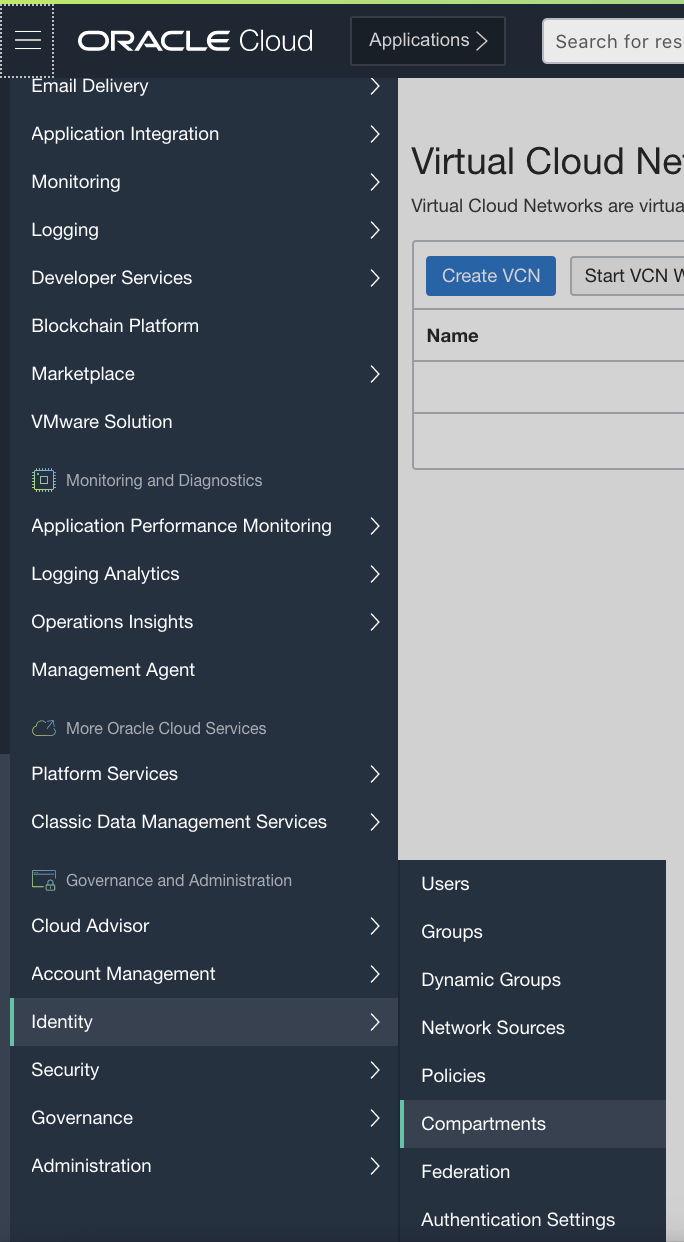 ORACLE Cloud
Applications
Search for res
Email Delivery
Application Integration
Monitoring
Logging
Developer Services
Blockchain Platform
Marketplace
VMware Solution
Monitoring and Diagnostics
Application Performance Monitoring
Logging Analytics
Operations Insights
Management Agent
More Oracle Cloud Services
Platform Services
Classic Data Management Services
Governance and Administration
Cloud Advisor
Account Management
Identity
Security
Governance
Administration
Virtual Cloud Ne
Virtual Cloud Networks are virtua
Create VCN
Start VCN W
Name
Users
Groups
Dynamic Groups
Network Sources
Policies
Compartments
Federation
Authentication Settings